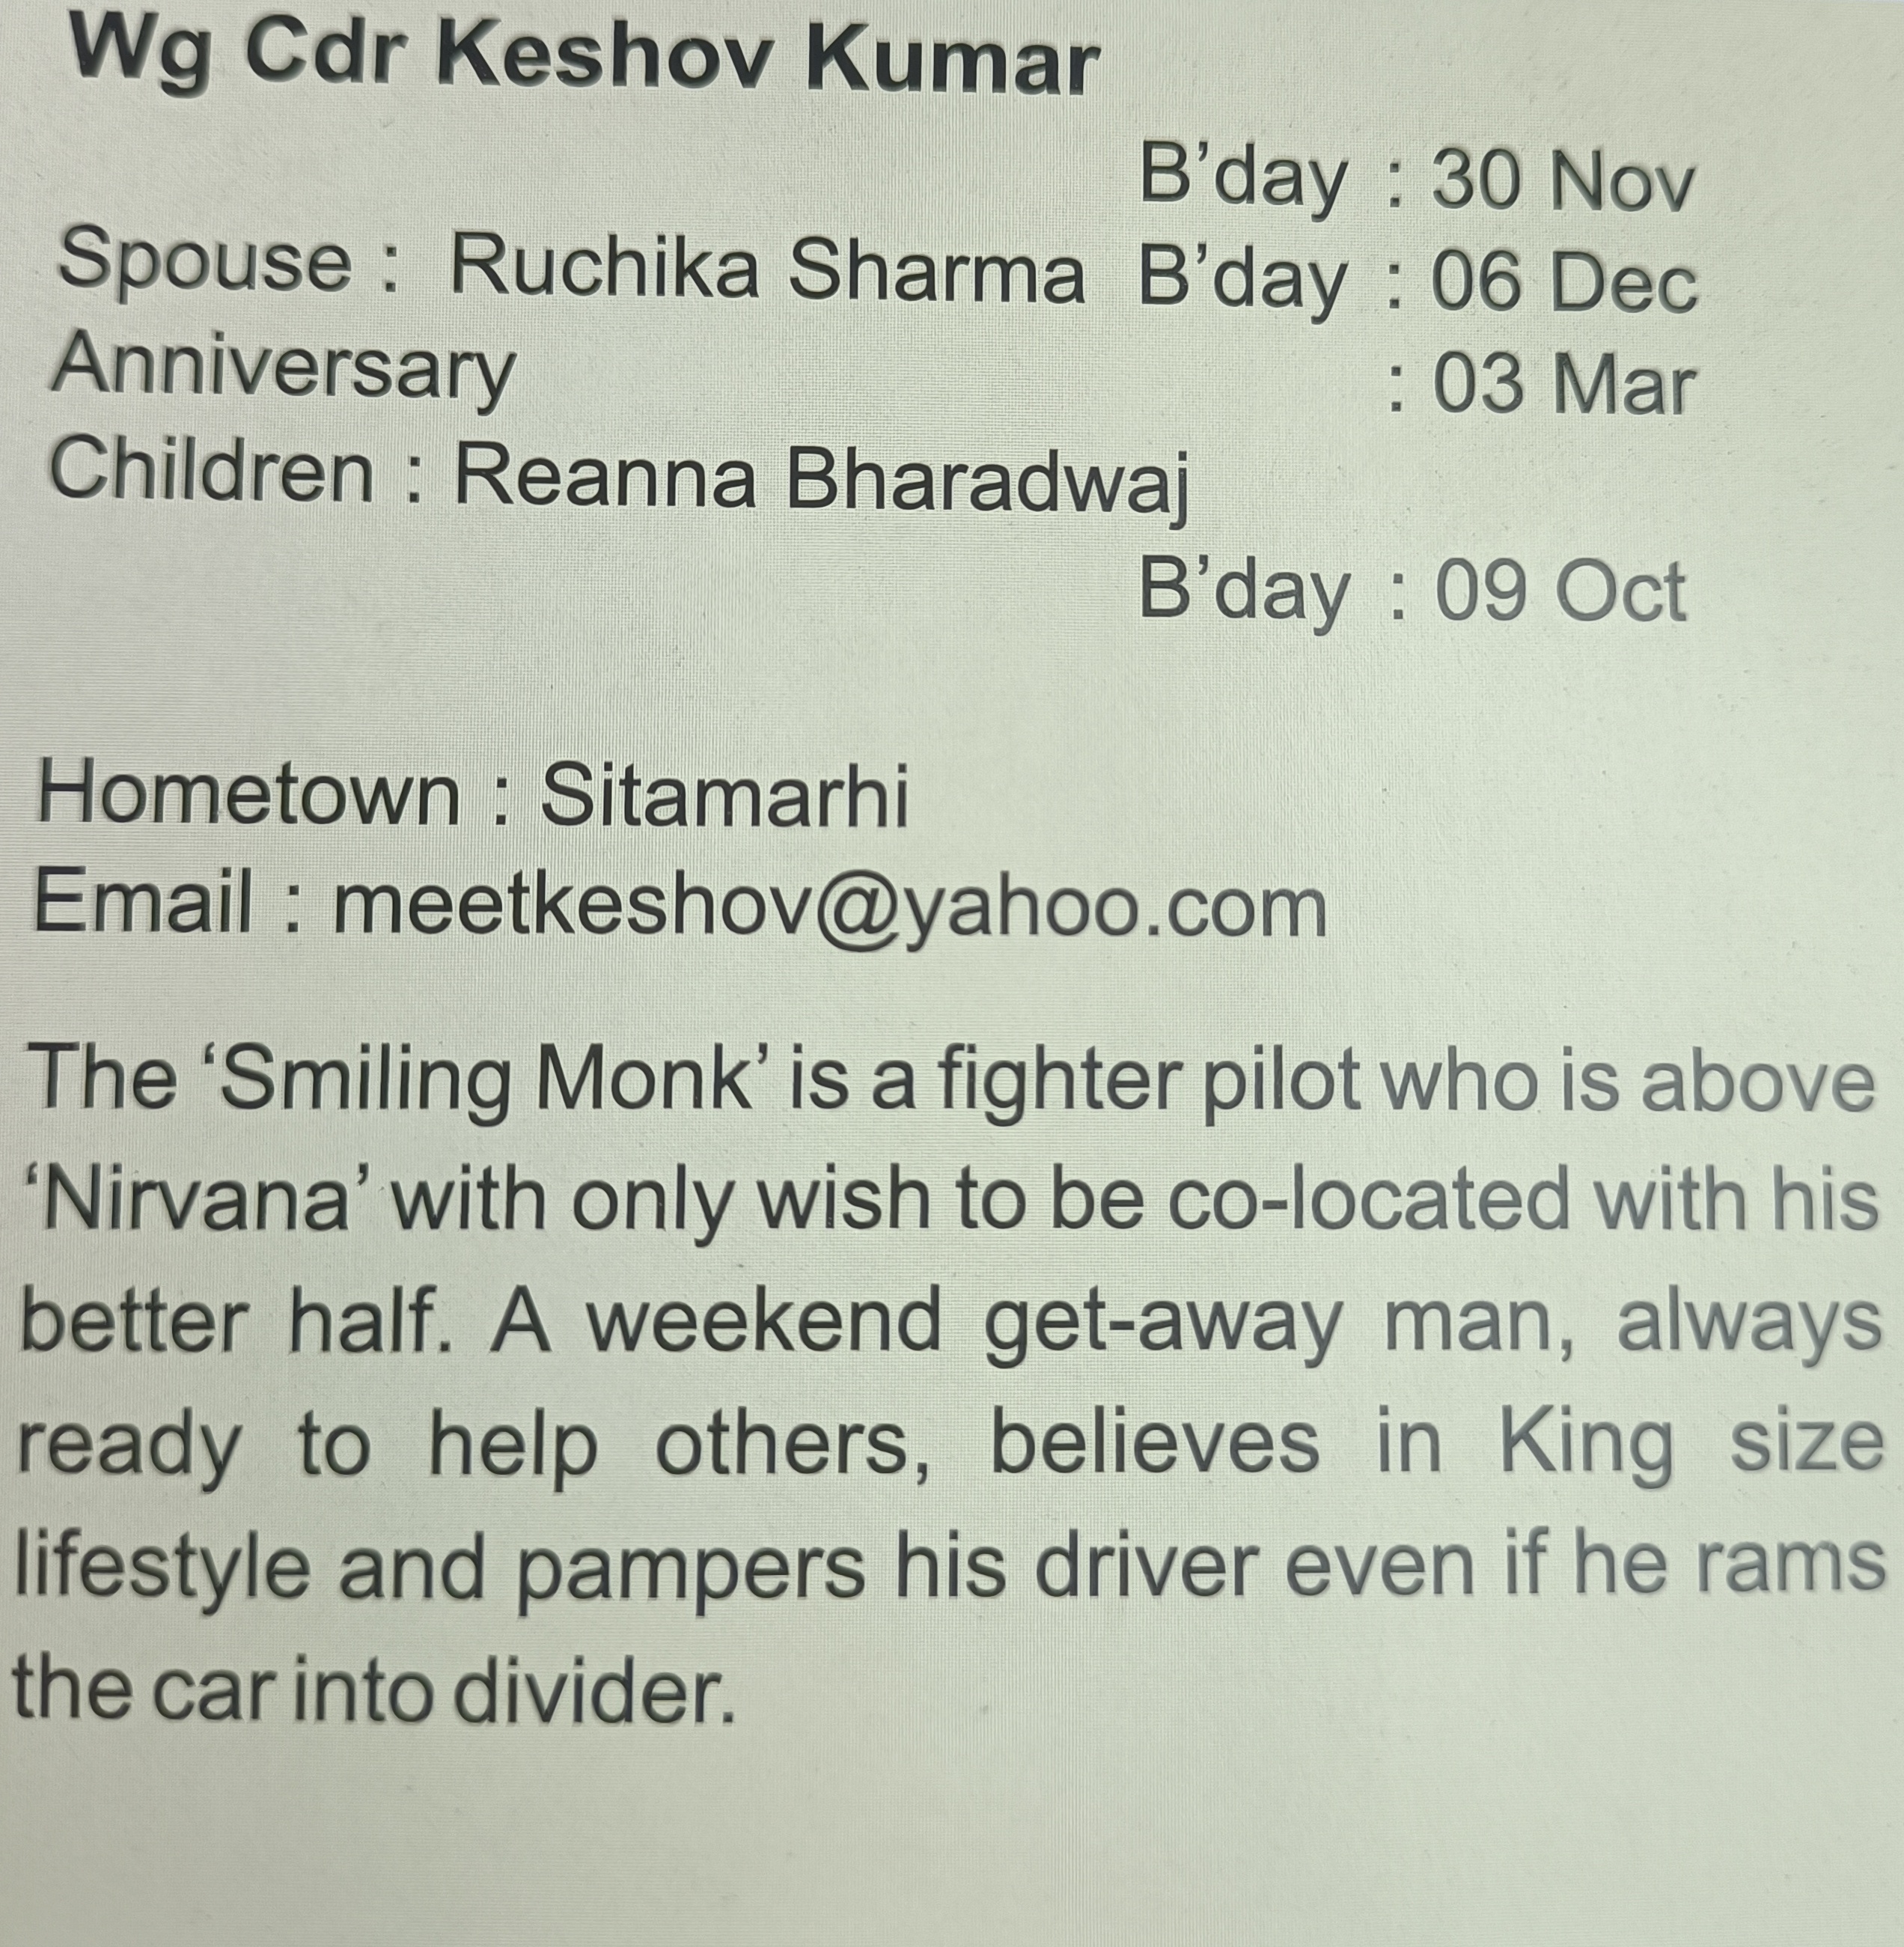 Wg Cdr Keshov Kumar
B’day : 30 Nov
Spouse : Ruchika Sharma B’day : 06 Dec
Anniversary : 03 Mar
Children : Reanna Bharadwaj
B’day : 09 Oct
Hometown : Sitamarhi
Email : meetkeshov@yahoo.com
The ‘Smiling Monk’ is a fighter pilot who is above
‘Nirvana’ with only wish to be co-located with his
better half. A weekend get-away man, always
ready to help others, believes in King size
lifestyle and pampers his driver even if he rams
the car into divider.